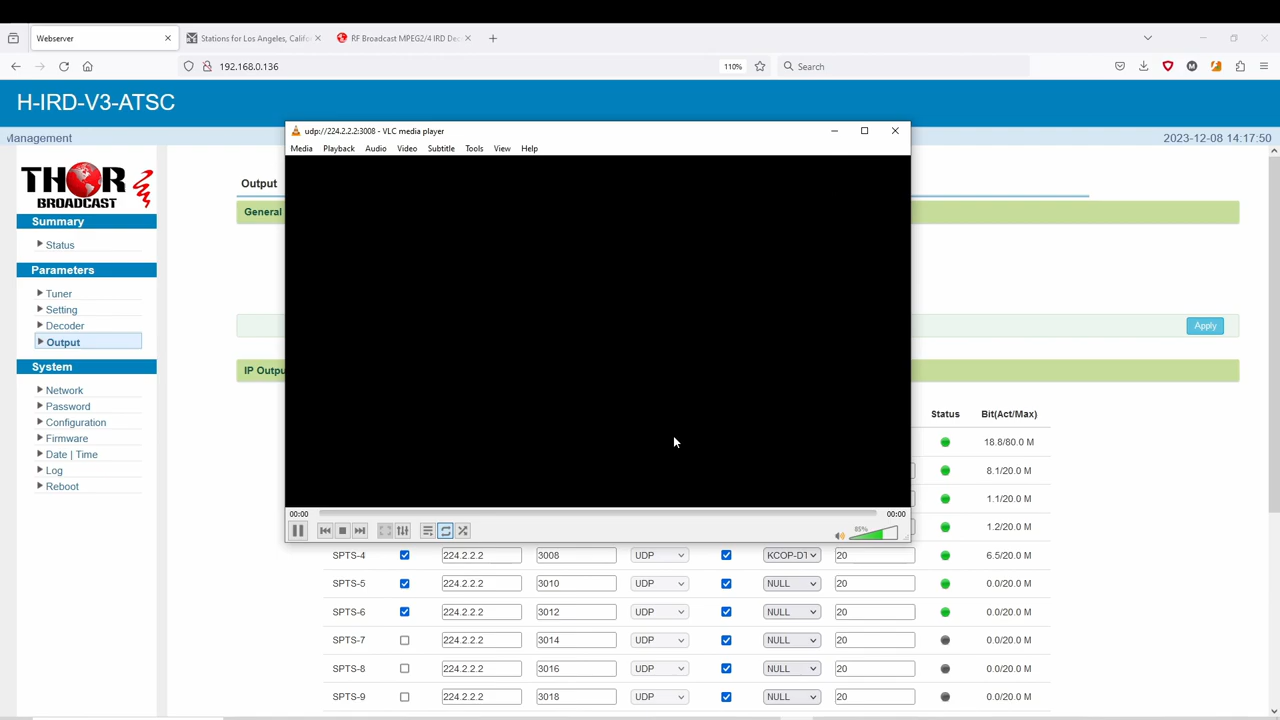 Webserver
Stations for Los Angeles, Califo
RF Broadcast MPEG2/4 IRD De
192.168.0.136
110%
Search
H-IRD-V3-ATSC
Management
2023-12-08 14:17:50
THOR
BROADCAST
Summary
Status
Parameters
Tuner
Setting
Decoder
Output
System
Network
Password
Configuration
Firmware
Date | Time
Log
Reboot
Output
General
Apply
IP Outpu
udp://224.2.2.2:3008 - VLC media player
Media Playback Audio Video Subtitle Tools View Help
00:00 00:00
85%
Status Bit(Act/Max)
18.8/80.0 M
8.1/20.0 M
1.1/20.0 M
1.2/20.0 M
SPTS-4 224.2.2.2 3008 UDP KCOP-DT 20 6.5/20.0 M
SPTS-5 224.2.2.2 3010 UDP NULL 20 0.0/20.0 M
SPTS-6 224.2.2.2 3012 UDP NULL 20 0.0/20.0 M
SPTS-7 224.2.2.2 3014 UDP NULL 20 0.0/20.0 M
SPTS-8 224.2.2.2 3016 UDP NULL 20 0.0/20.0 M
SPTS-9 224.2.2.2 3018 UDP NULL 20 0.0/20.0 M